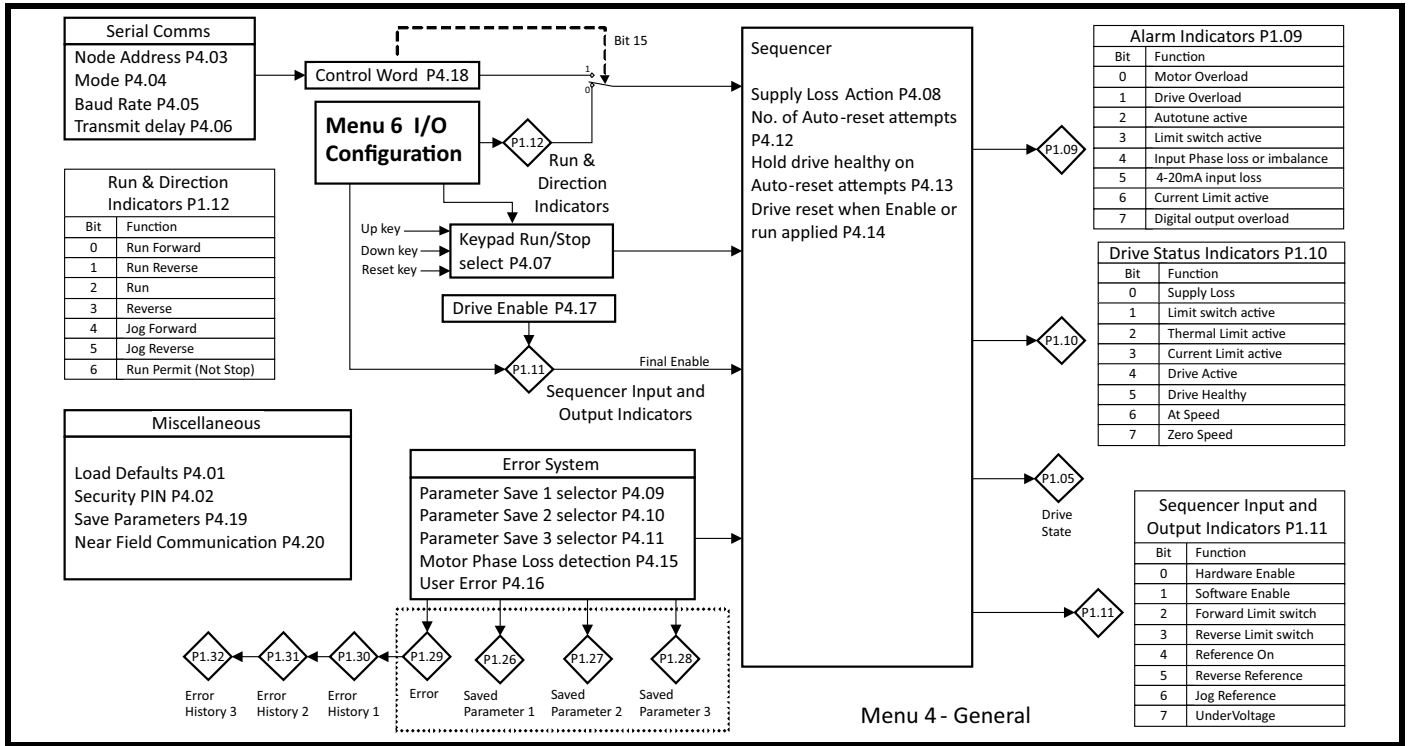 Serial Comms
Node Address P4.03
Mode P4.04
Baud Rate P4.05
Transmit delay P4.06
Control Word P4.18
Bit 15
1
0
Menu 6 I/O
Configuration
P1.12
Run &
Direction
Indicators
Run & Direction
Indicators P1.12
Bit Function
0 Run Forward
1 Run Reverse
2 Run
3 Reverse
4 Jog Forward
5 Jog Reverse
6 Run Permit (Not Stop)
Up key
Down key
Reset key
Keypad Run/Stop
select P4.07
Drive Enable P4.17
P1.11
Final Enable
Sequencer Input and
Output Indicators
Miscellaneous
Load Defaults P4.01
Security PIN P4.02
Save Parameters P4.19
Near Field Communication P4.20
Error System
Parameter Save 1 selector P4.09
Parameter Save 2 selector P4.10
Parameter Save 3 selector P4.11
Motor Phase Loss detection P4.15
User Error P4.16
P1.32
P1.31
P1.30
P1.29
P1.26
P1.27
P1.28
Error
History 3
Error
History 2
Error
History 1
Error
Saved
Parameter 1
Saved
Parameter 2
Saved
Parameter 3
Sequencer
Supply Loss Action P4.08
No. of Auto-reset attempts
P4.12
Hold drive healthy on
Auto-reset attempts P4.13
Drive reset when Enable or
run applied P4.14
P1.09
P1.10
P1.05
Drive
State
P1.11
Alarm Indicators P1.09
Bit Function
0 Motor Overload
1 Drive Overload
2 Autotune active
3 Limit switch active
4 Input Phase loss or imbalance
5 4-20mA input loss
6 Current Limit active
7 Digital output overload
Drive Status Indicators P1.10
Bit Function
0 Supply Loss
1 Limit switch active
2 Thermal Limit active
3 Current Limit active
4 Drive Active
5 Drive Healthy
6 At Speed
7 Zero Speed
Sequencer Input and
Output Indicators P1.11
Bit Function
0 Hardware Enable
1 Software Enable
2 Forward Limit switch
3 Reverse Limit switch
4 Reference On
5 Reverse Reference
6 Jog Reference
7 UnderVoltage
Menu 4 - General